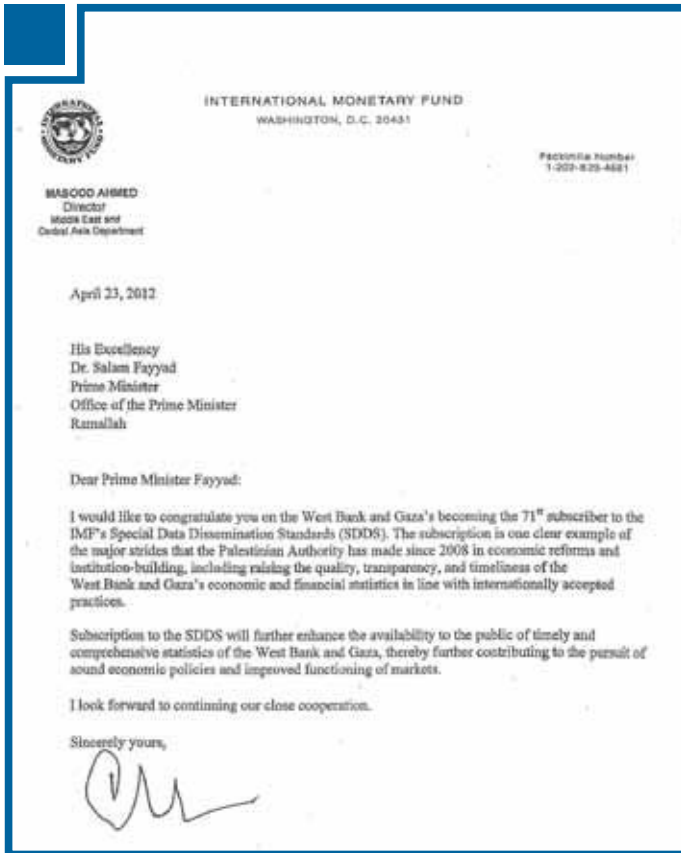 INTERNATIONAL MONETARY FUND
WASHINGTON, D.C. 20431
INTERNATIONAL MONETARY FUND
Facsimile Number
MASOOD AHMED
Director
Middle East and
Central Asia Department
April 23, 2012
His Excellency
Dr. Salam Fayyad
Prime Minister
Office of the Prime Minister
Ramallah
Dear Prime Minister Fayyad:
I would like to congratulate you on the West Bank and Gaza's becoming the 71st subscriber to the
IMF's Special Data Dissemination Standards (SDDS). The subscription is one clear example of
the major strides that the Palestinian Authority has made since 2008 in economic reforms and
institution-building, including raising the quality, transparency, and timeliness of the
West Bank and Gaza's economic and financial statistics in line with internationally accepted
practices.
Subscription to the SDDS will further enhance the availability to the public of timely and
comprehensive statistics of the West Bank and Gaza, thereby further contributing to the pursuit of
sound economic policies and improved functioning of markets.
I look forward to continuing our close cooperation.
Sincerely yours,